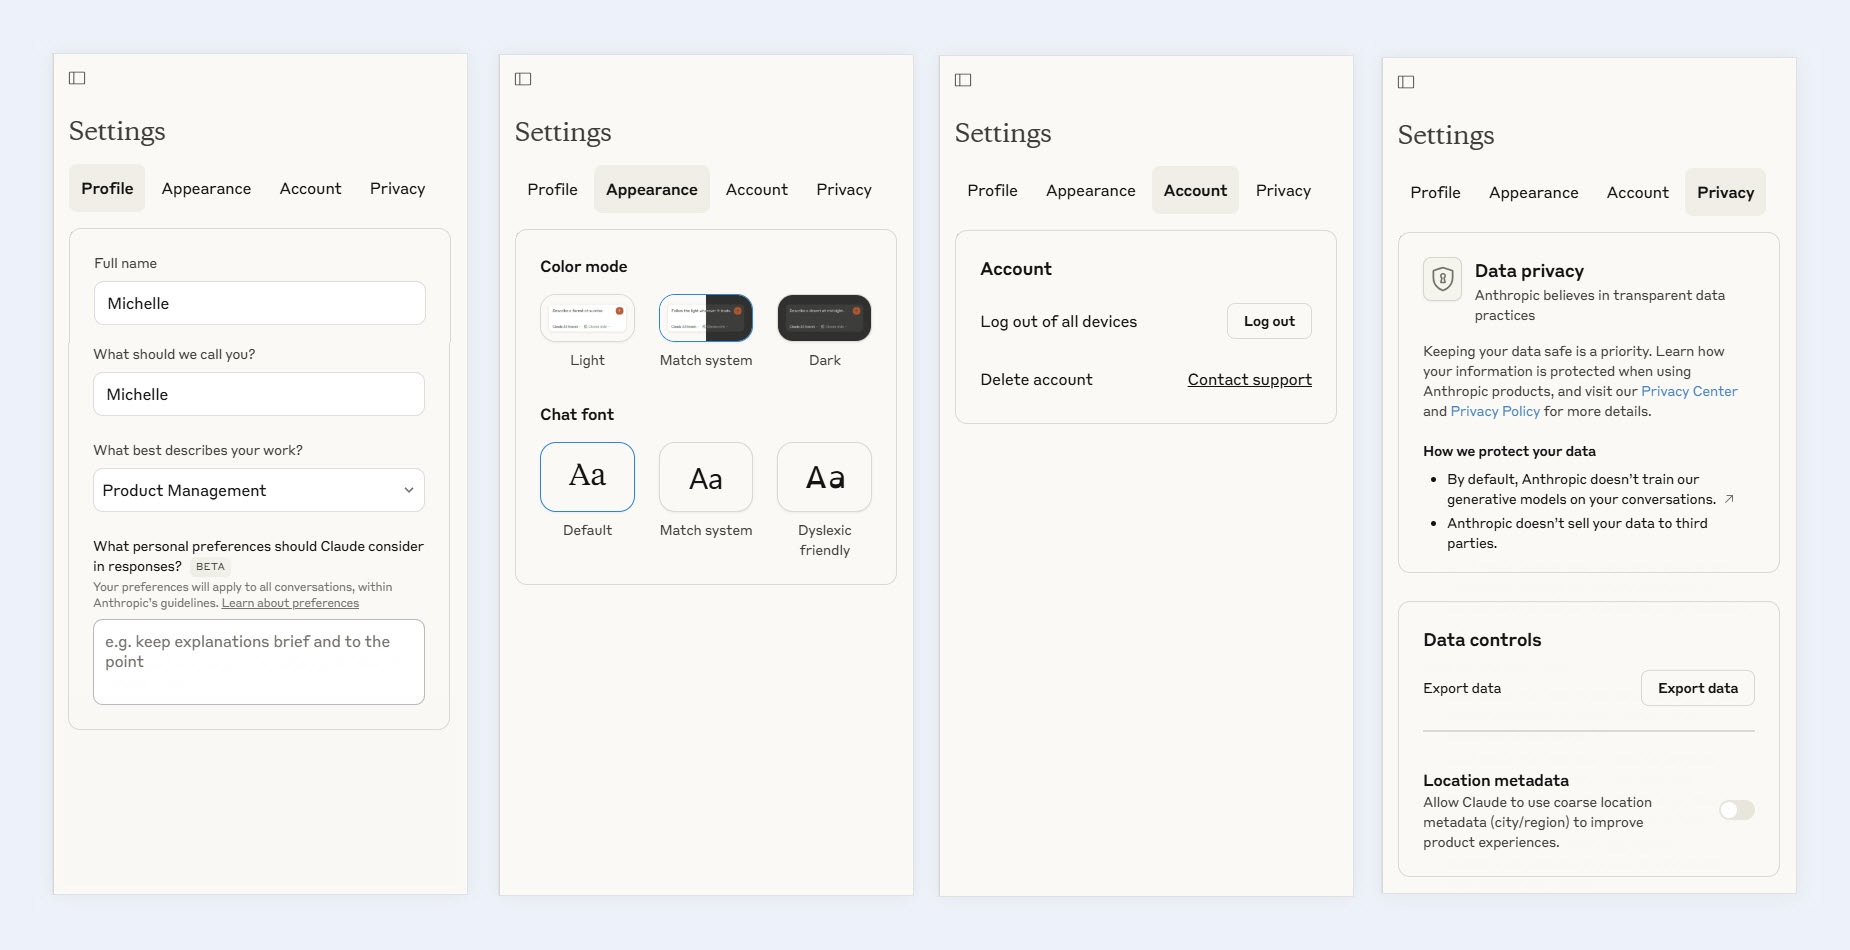 Settings
Profile Appearance Account Privacy
Full name
Michelle
What should we call you?
Michelle
What best describes your work?
Product Management
What personal preferences should Claude consider
in responses? BETA
Your preferences will apply to all conversations, within
Anthropic's guidelines. Learn about preferences
e.g. keep explanations brief and to the
point
Settings
Profile Appearance Account Privacy
Color mode
Light Match system Dark
Chat font
Aa Aa Aa
Default Match system Dyslexic
friendly
Settings
Profile Appearance Account Privacy
Account
Log out of all devices Log out
Delete account Contact support
Settings
Profile Appearance Account Privacy
Data privacy
Anthropic believes in transparent data
practices
Keeping your data safe is a priority. Learn how
your information is protected when using
Anthropic products, and visit our Privacy Center
and Privacy Policy for more details.
How we protect your data
• By default, Anthropic doesn't train our
generative models on your conversations. ↗
• Anthropic doesn't sell your data to third
parties.
Data controls
Export data Export data
Location metadata
Allow Claude to use coarse location
metadata (city/region) to improve
product experiences.